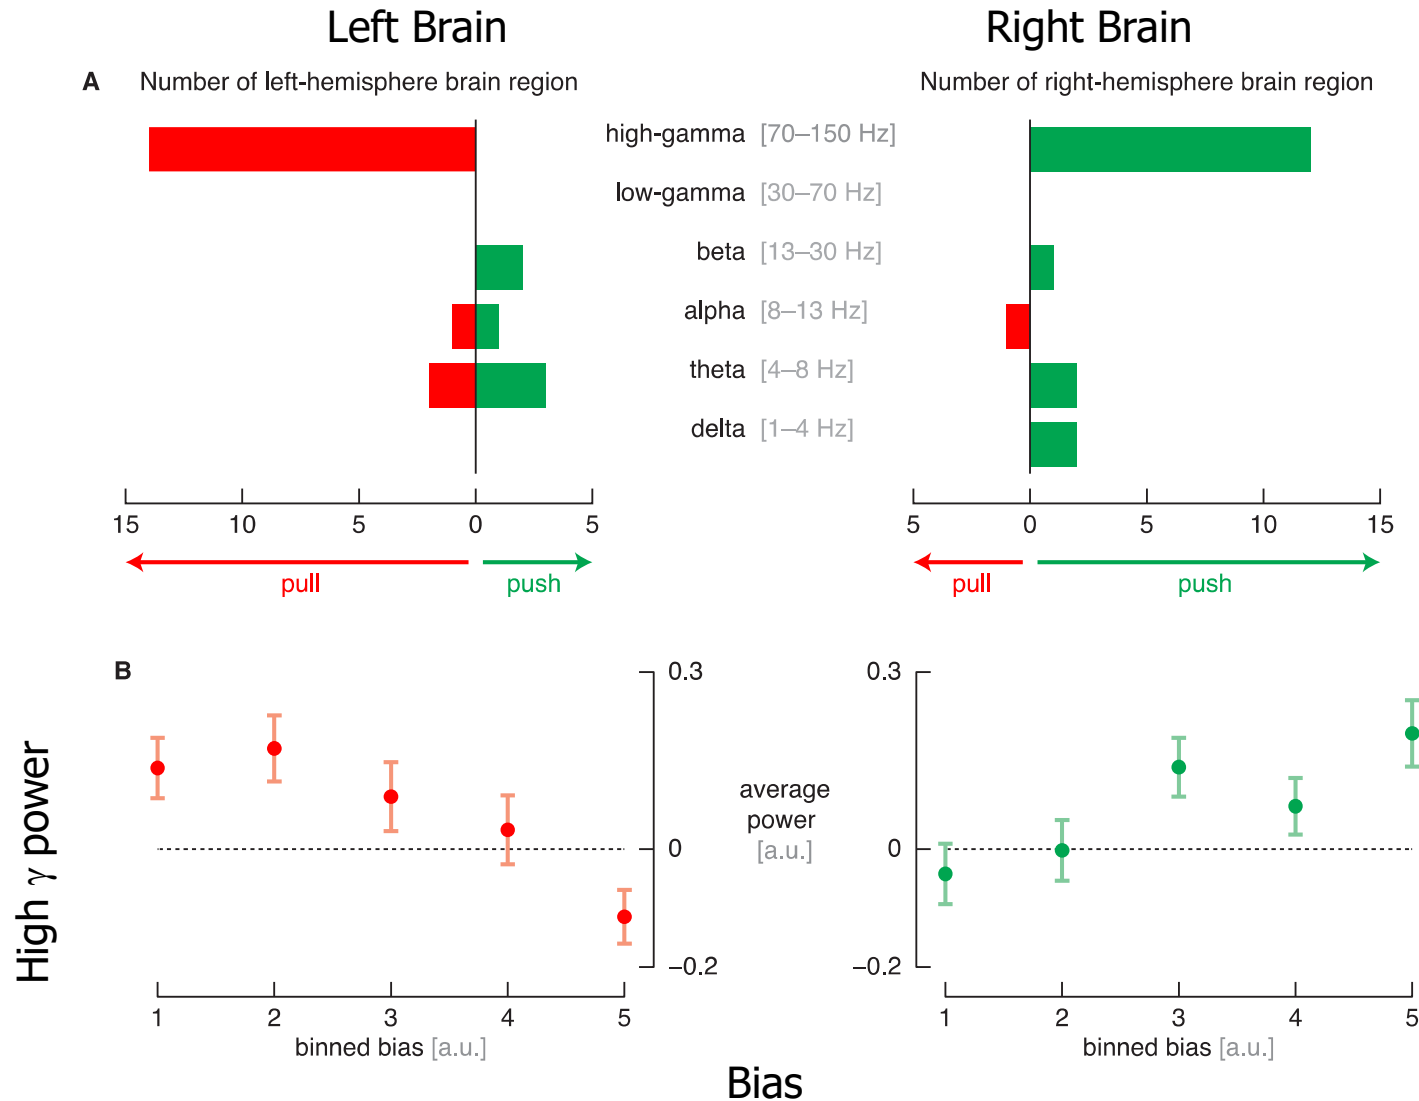 Left Brain
Right Brain
A Number of left-hemisphere brain region
Number of right-hemisphere brain region
high-gamma [70–150 Hz]
low-gamma [30–70 Hz]
beta [13–30 Hz]
alpha [8–13 Hz]
theta [4–8 Hz]
delta [1–4 Hz]
15 10 5 0 5
5 0 5 10 15
pull push
pull push
B
0.3
0
−0.2
average
power
[a.u.]
0.3
0
−0.2
High γ power
1 2 3 4 5
binned bias [a.u.]
1 2 3 4 5
binned bias [a.u.]
Bias